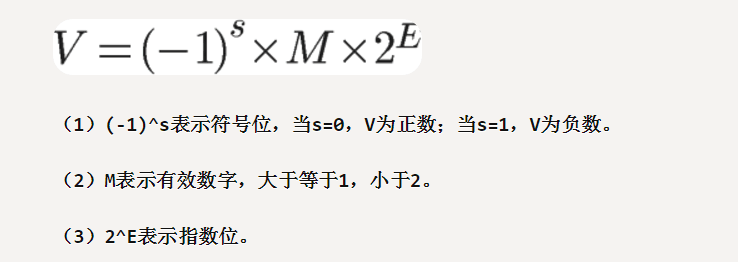 V = (−1)^s × M × 2^E
（1）(-1)^s表示符号位，当s=0，V为正数；当s=1，V为负数。
（2）M表示有效数字，大于等于1，小于2。
（3）2^E表示指数位。